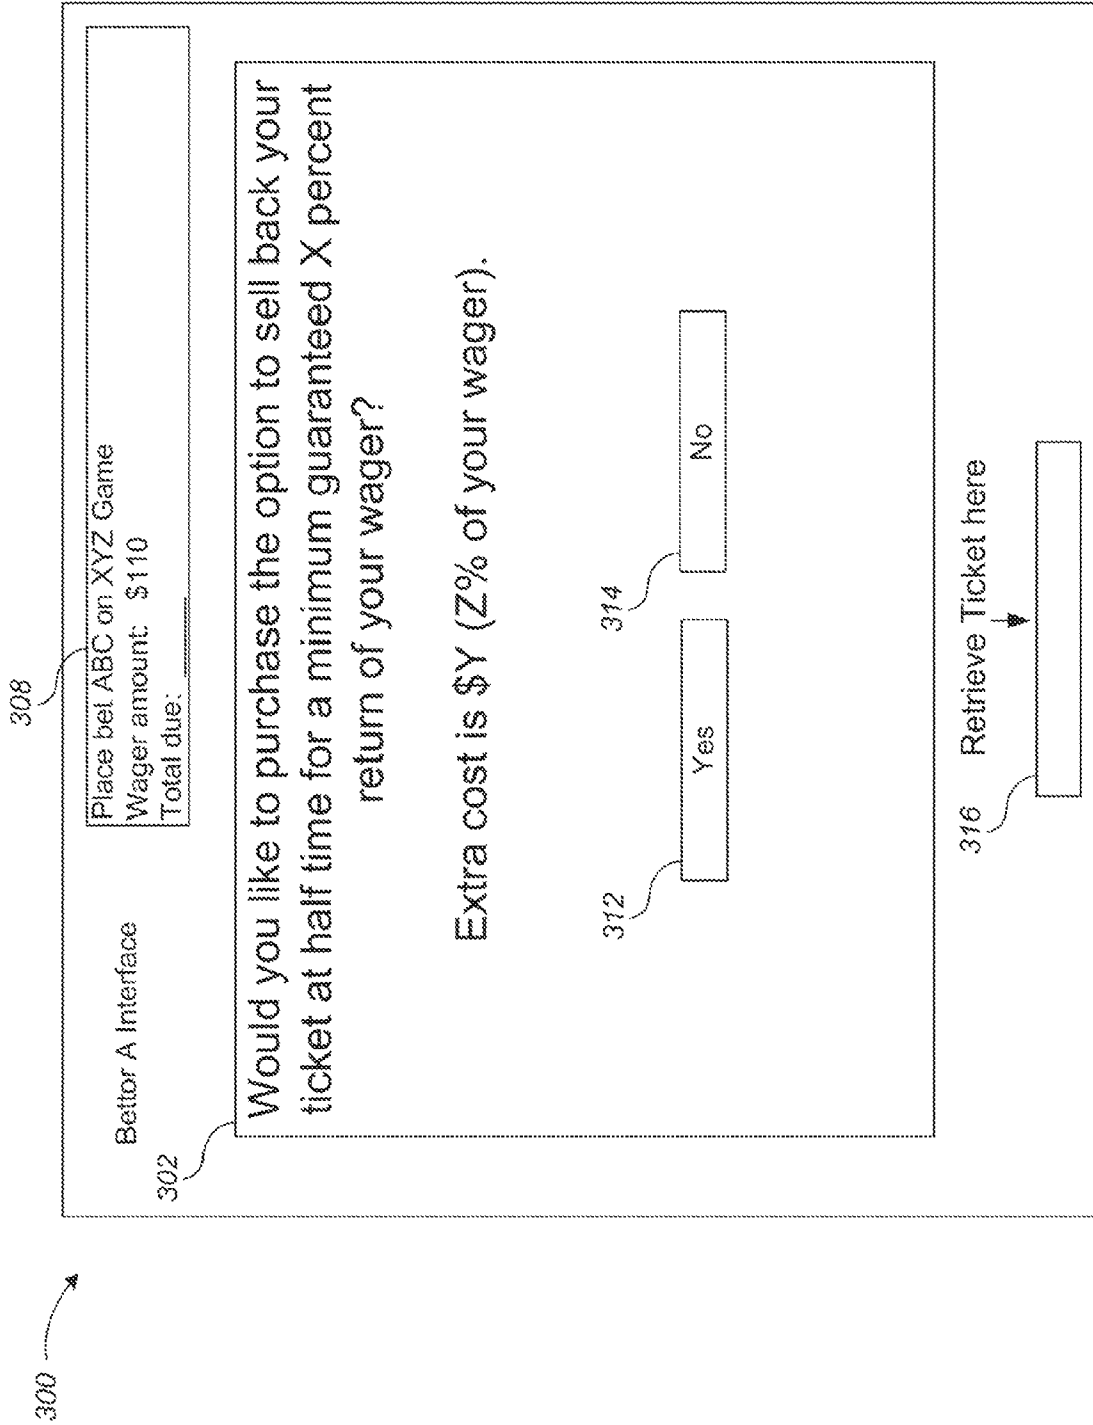 300
Bettor A Interface
308
Place bet ABC on XYZ Game
Wager amount: $110
Total due:
302
Would you like to purchase the option to sell back your
ticket at half time for a minimum guaranteed X percent
return of your wager?
Extra cost is $Y (Z% of your wager).
312
Yes
314
No
316
Retrieve Ticket here